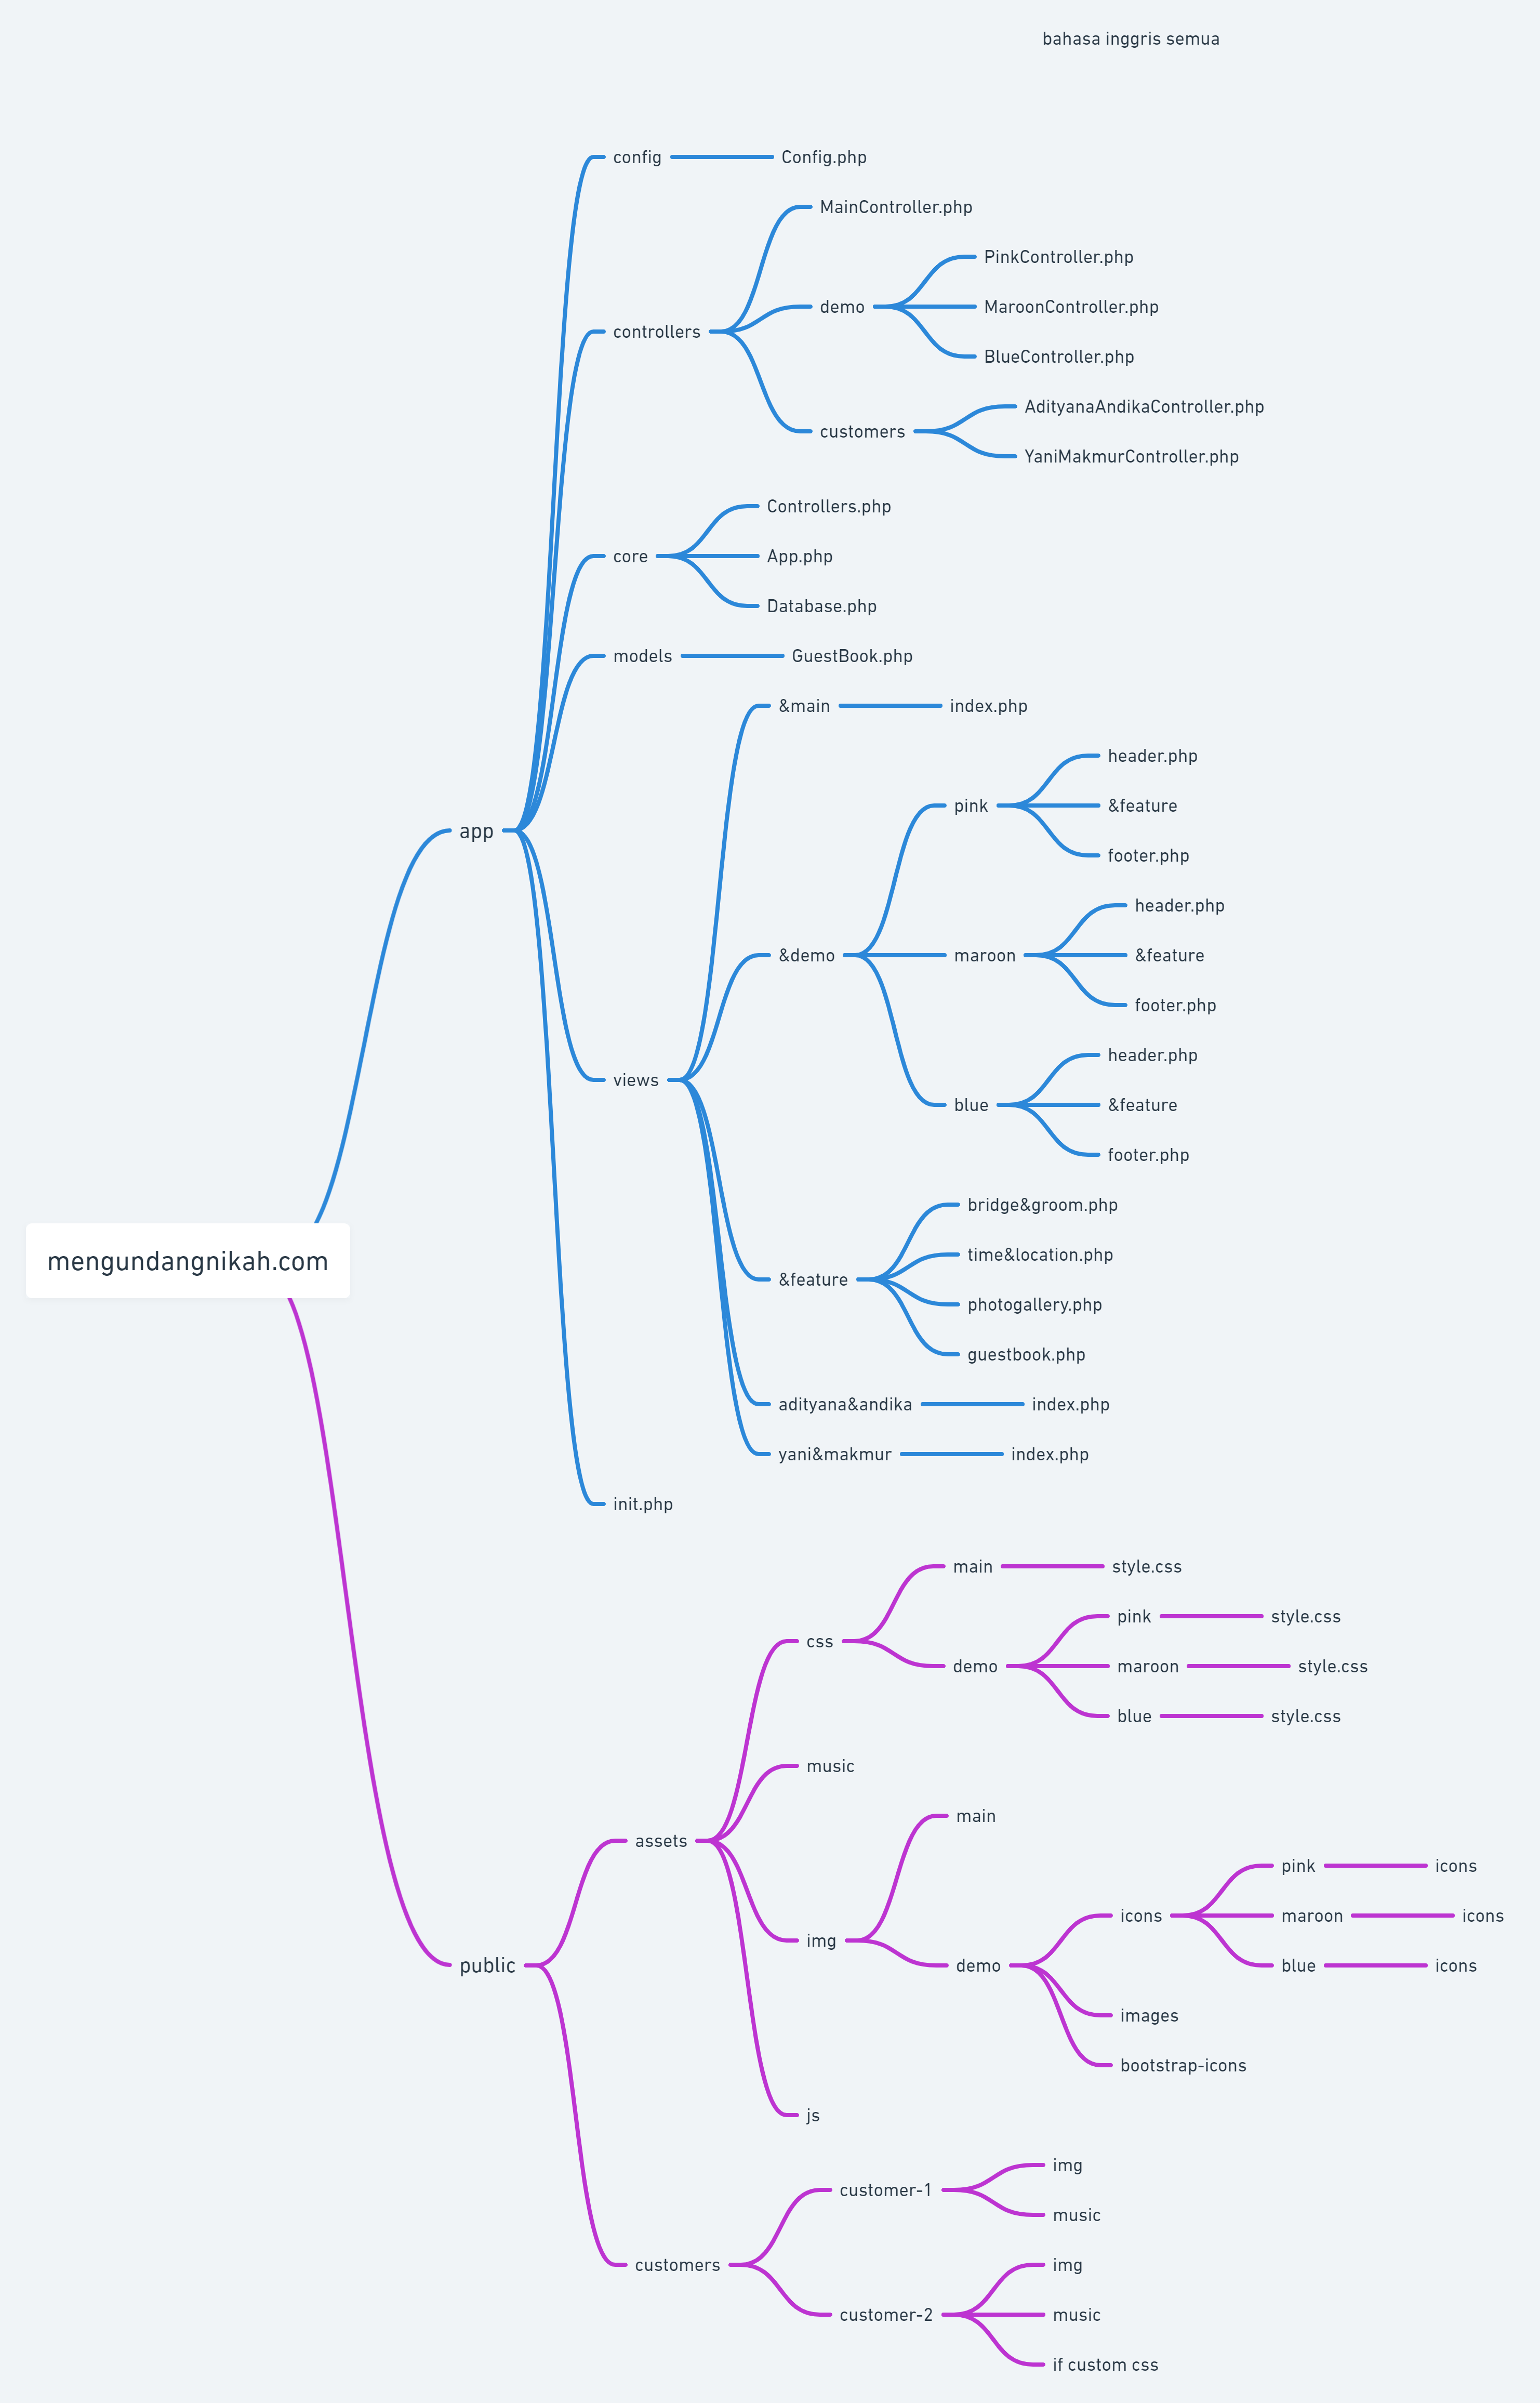 bahasa inggris semua
config
Config.php
MainController.php
PinkController.php
demo
MaroonController.php
controllers
BlueController.php
AdityanaAndikaController.php
customers
YaniMakmurController.php
Controllers.php
core
App.php
Database.php
models
GuestBook.php
&main
index.php
header.php
pink
&feature
app
footer.php
header.php
&demo
maroon
&feature
footer.php
header.php
views
blue
&feature
footer.php
bridge&groom.php
mengundangnikah.com
time&location.php
&feature
photogallery.php
guestbook.php
adityana&andika
index.php
yani&makmur
index.php
init.php
main
style.css
pink
style.css
css
demo
maroon
style.css
blue
style.css
music
main
assets
pink
icons
icons
maroon
icons
img
public
demo
blue
icons
images
bootstrap-icons
js
img
customer-1
music
customers
img
customer-2
music
if custom css